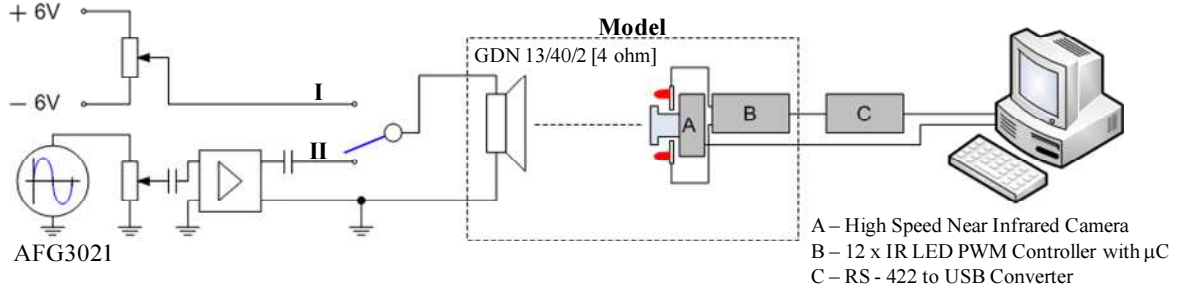 + 6V
Model
GDN 13/40/2 [4 ohm]
I
− 6V
A
B
C
II
A – High Speed Near Infrared Camera
AFG3021
B – 12 x IR LED PWM Controller with μC
C – RS - 422 to USB Converter